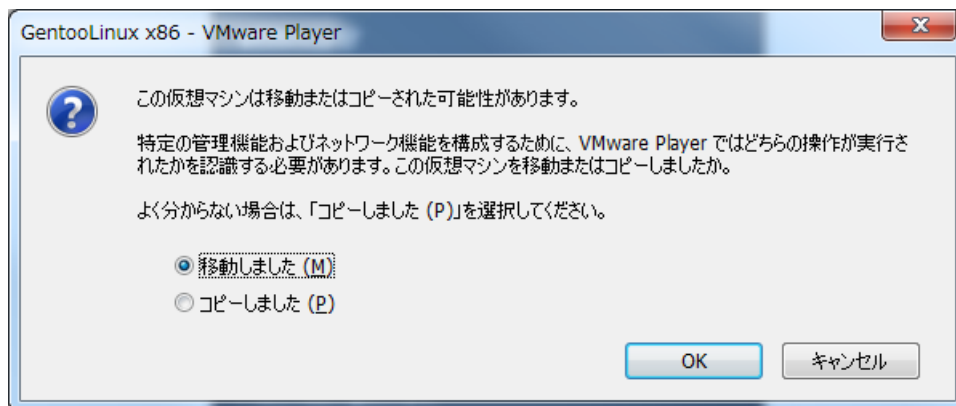 GentooLinux x86 - VMware Player
この仮想マシンは移動またはコピーされた可能性があります。
特定の管理機能およびネットワーク機能を構成するために、VMware Player ではどちらの操作が実行さ
れたかを認識する必要があります。この仮想マシンを移動またはコピーしましたか。
よく分からない場合は、「コピーしました (P)」を選択してください。
移動しました (M)
コピーしました (P)
OK キャンセル